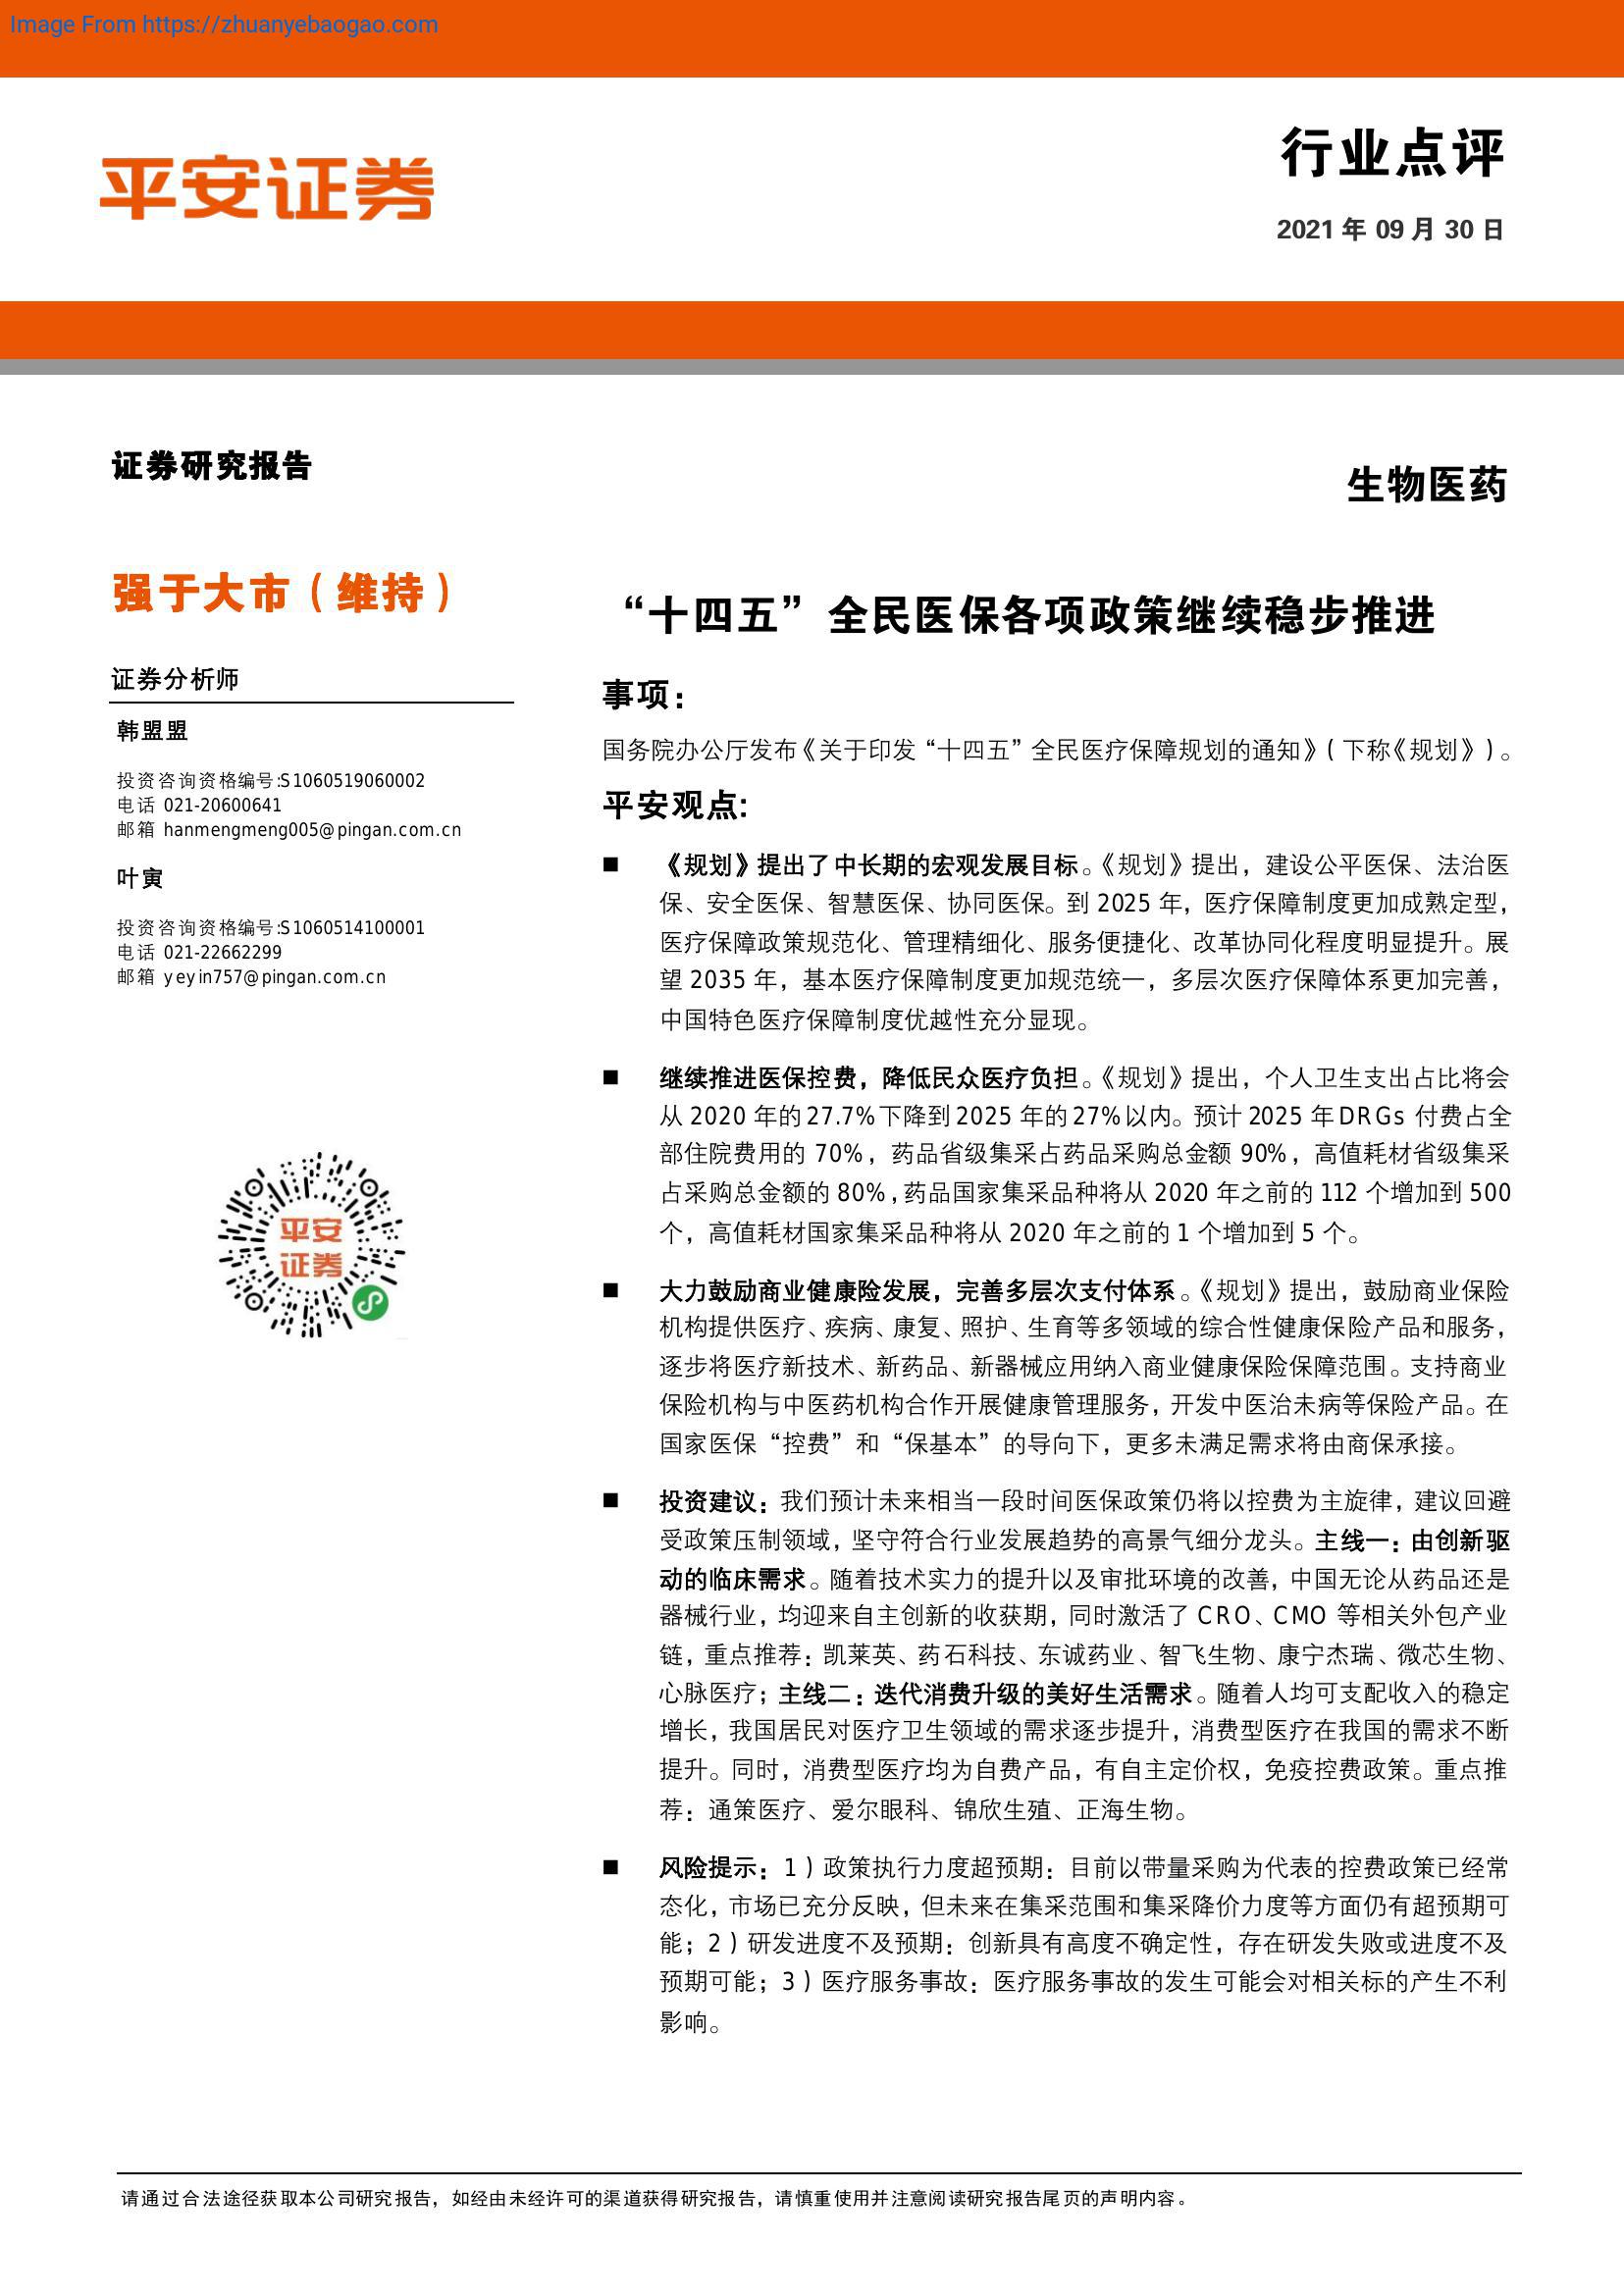 Image From https://zhuanyebaogao.com
平安证券
行业点评
2021 年 09 月 30 日
证券研究报告
生物医药
强于大市（维持）
证券分析师
韩盟盟
投资咨询资格编号:S1060519060002
电话 021-20600641
邮箱 hanmengmeng005@pingan.com.cn
叶寅
投资咨询资格编号:S1060514100001
电话 021-22662299
邮箱 yeyin757@pingan.com.cn
平安
证券
“十四五”全民医保各项政策继续稳步推进
事项：
国务院办公厅发布《关于印发“十四五”全民医疗保障规划的通知》(下称《规划》)。
平安观点:
■ 《规划》提出了中长期的宏观发展目标。《规划》提出，建设公平医保、法治医
保、安全医保、智慧医保、协同医保。到 2025 年，医疗保障制度更加成熟定型，
医疗保障政策规范化、管理精细化、服务便捷化、改革协同化程度明显提升。展
望 2035 年，基本医疗保障制度更加规范统一，多层次医疗保障体系更加完善，
中国特色医疗保障制度优越性充分显现。
■ 继续推进医保控费，降低民众医疗负担。《规划》提出，个人卫生支出占比将会
从 2020 年的 27.7%下降到 2025 年的 27%以内。预计 2025 年 DRGs 付费占全
部住院费用的 70%，药品省级集采占药品采购总金额 90%，高值耗材省级集采
占采购总金额的 80%，药品国家集采品种将从 2020 年之前的 112 个增加到 500
个，高值耗材国家集采品种将从 2020 年之前的 1 个增加到 5 个。
■ 大力鼓励商业健康险发展，完善多层次支付体系。《规划》提出，鼓励商业保险
机构提供医疗、疾病、康复、照护、生育等多领域的综合性健康保险产品和服务，
逐步将医疗新技术、新药品、新器械应用纳入商业健康保险保障范围。支持商业
保险机构与中医药机构合作开展健康管理服务，开发中医治未病等保险产品。在
国家医保“控费”和“保基本”的导向下，更多未满足需求将由商保承接。
■ 投资建议：我们预计未来相当一段时间医保政策仍将以控费为主旋律，建议回避
受政策压制领域，坚守符合行业发展趋势的高景气细分龙头。主线一：由创新驱
动的临床需求。随着技术实力的提升以及审批环境的改善，中国无论从药品还是
器械行业，均迎来自主创新的收获期，同时激活了 CRO、CMO 等相关外包产业
链，重点推荐：凯莱英、药石科技、东诚药业、智飞生物、康宁杰瑞、微芯生物、
心脉医疗；主线二：迭代消费升级的美好生活需求。随着人均可支配收入的稳定
增长，我国居民对医疗卫生领域的需求逐步提升，消费型医疗在我国的需求不断
提升。同时，消费型医疗均为自费产品，有自主定价权，免疫控费政策。重点推
荐：通策医疗、爱尔眼科、锦欣生殖、正海生物。
■ 风险提示：1）政策执行力度超预期：目前以带量采购为代表的控费政策已经常
态化，市场已充分反映，但未来在集采范围和集采降价力度等方面仍有超预期可
能；2）研发进度不及预期：创新具有高度不确定性，存在研发失败或进度不及
预期可能；3）医疗服务事故：医疗服务事故的发生可能会对相关标的产生不利
影响。
请通过合法途径获取本公司研究报告，如经由未经许可的渠道获得研究报告，请慎重使用并注意阅读研究报告尾页的声明内容。